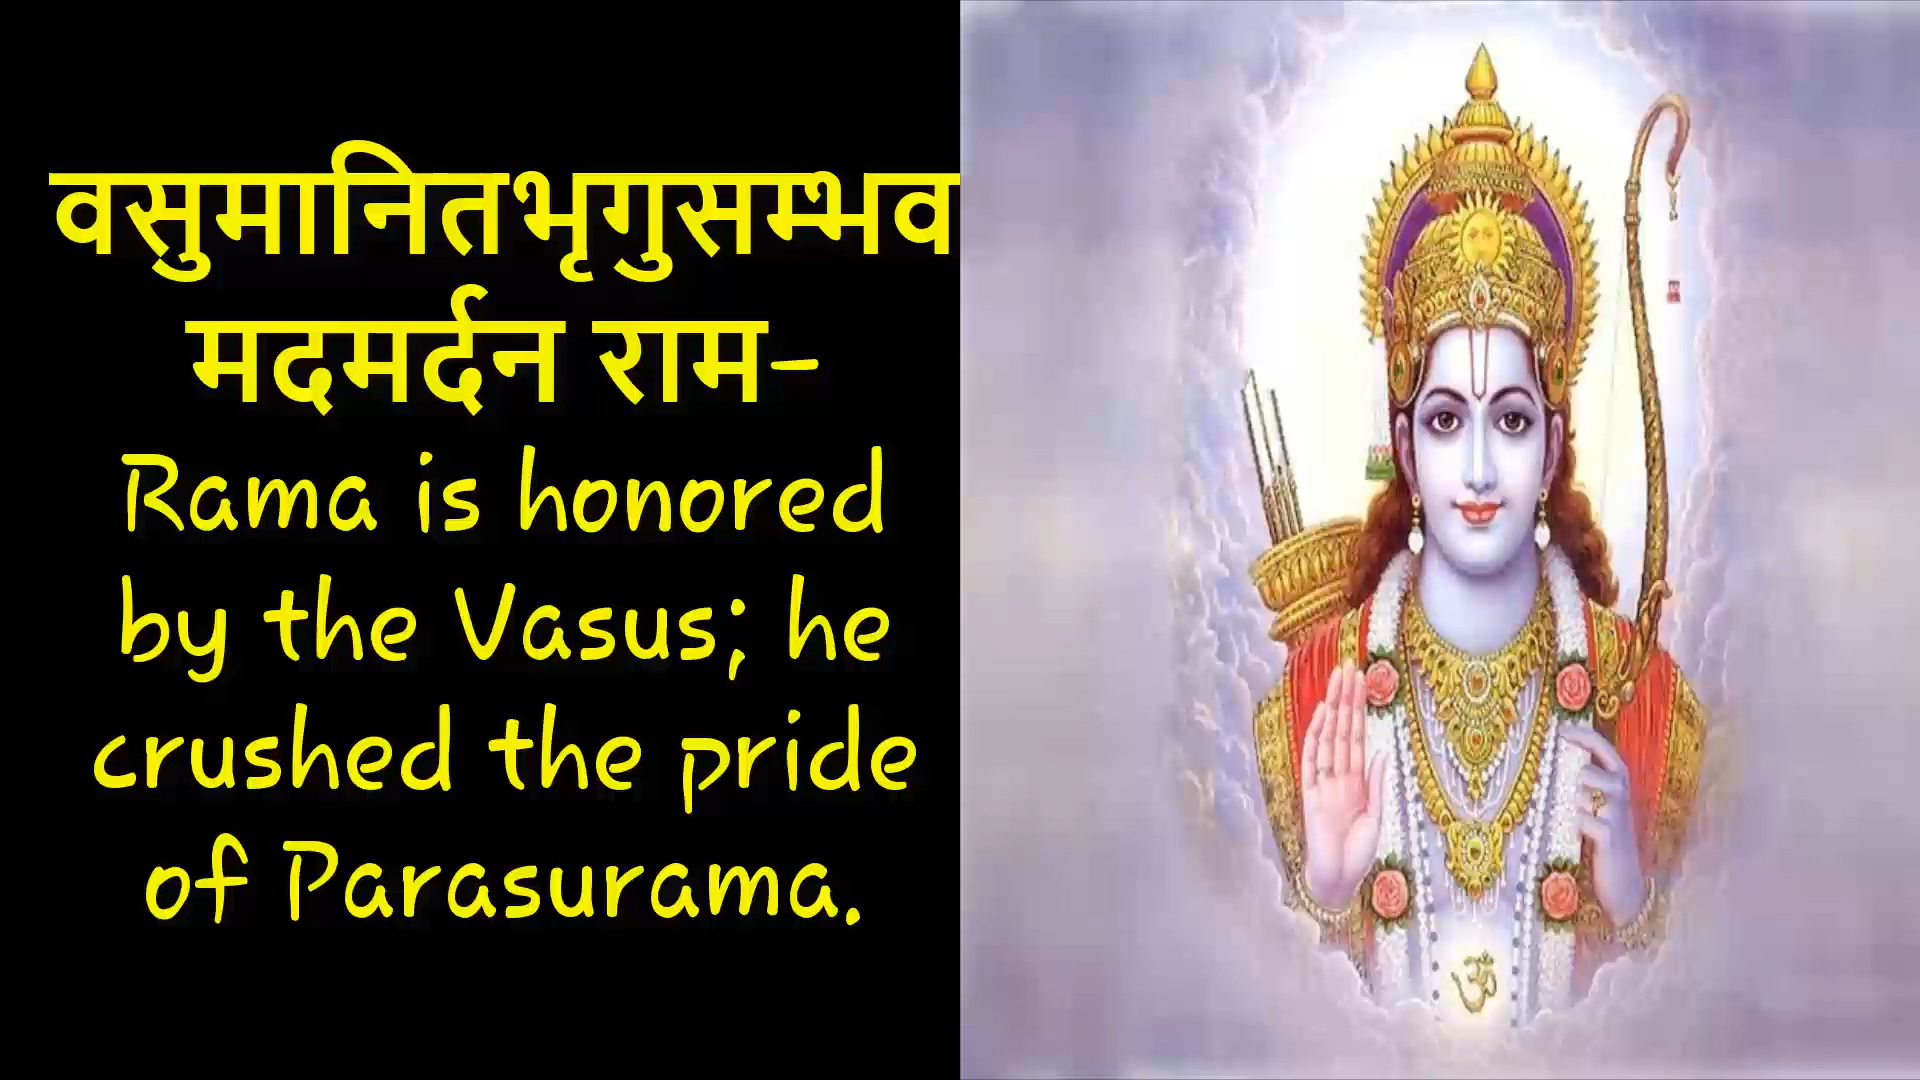 वसुमानितभृगुसम्भव
मदमर्दन राम-
Rama is honored
by the Vasus; he
crushed the pride
of Parasurama.
ॐ